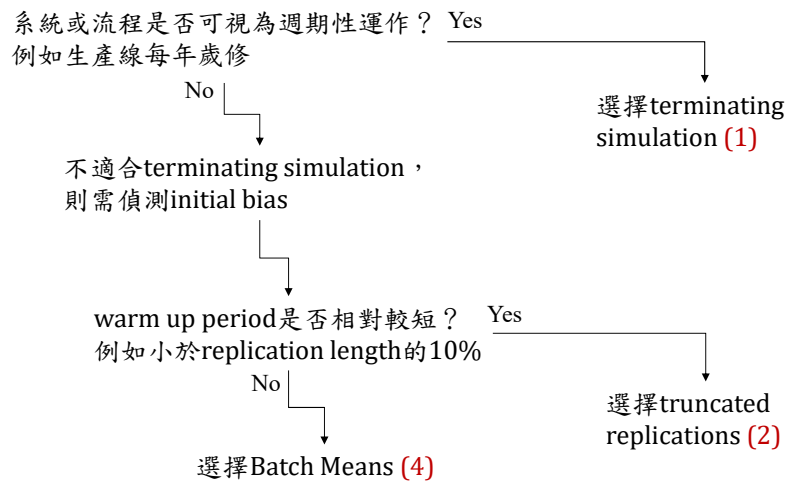 系統或流程是否可視為週期性運作？ Yes
例如生產線每年歲修
No
選擇terminating
simulation (1)
不適合terminating simulation，
則需偵測initial bias
warm up period是否相對較短？ Yes
例如小於replication length的10%
No
選擇truncated
replications (2)
選擇Batch Means (4)